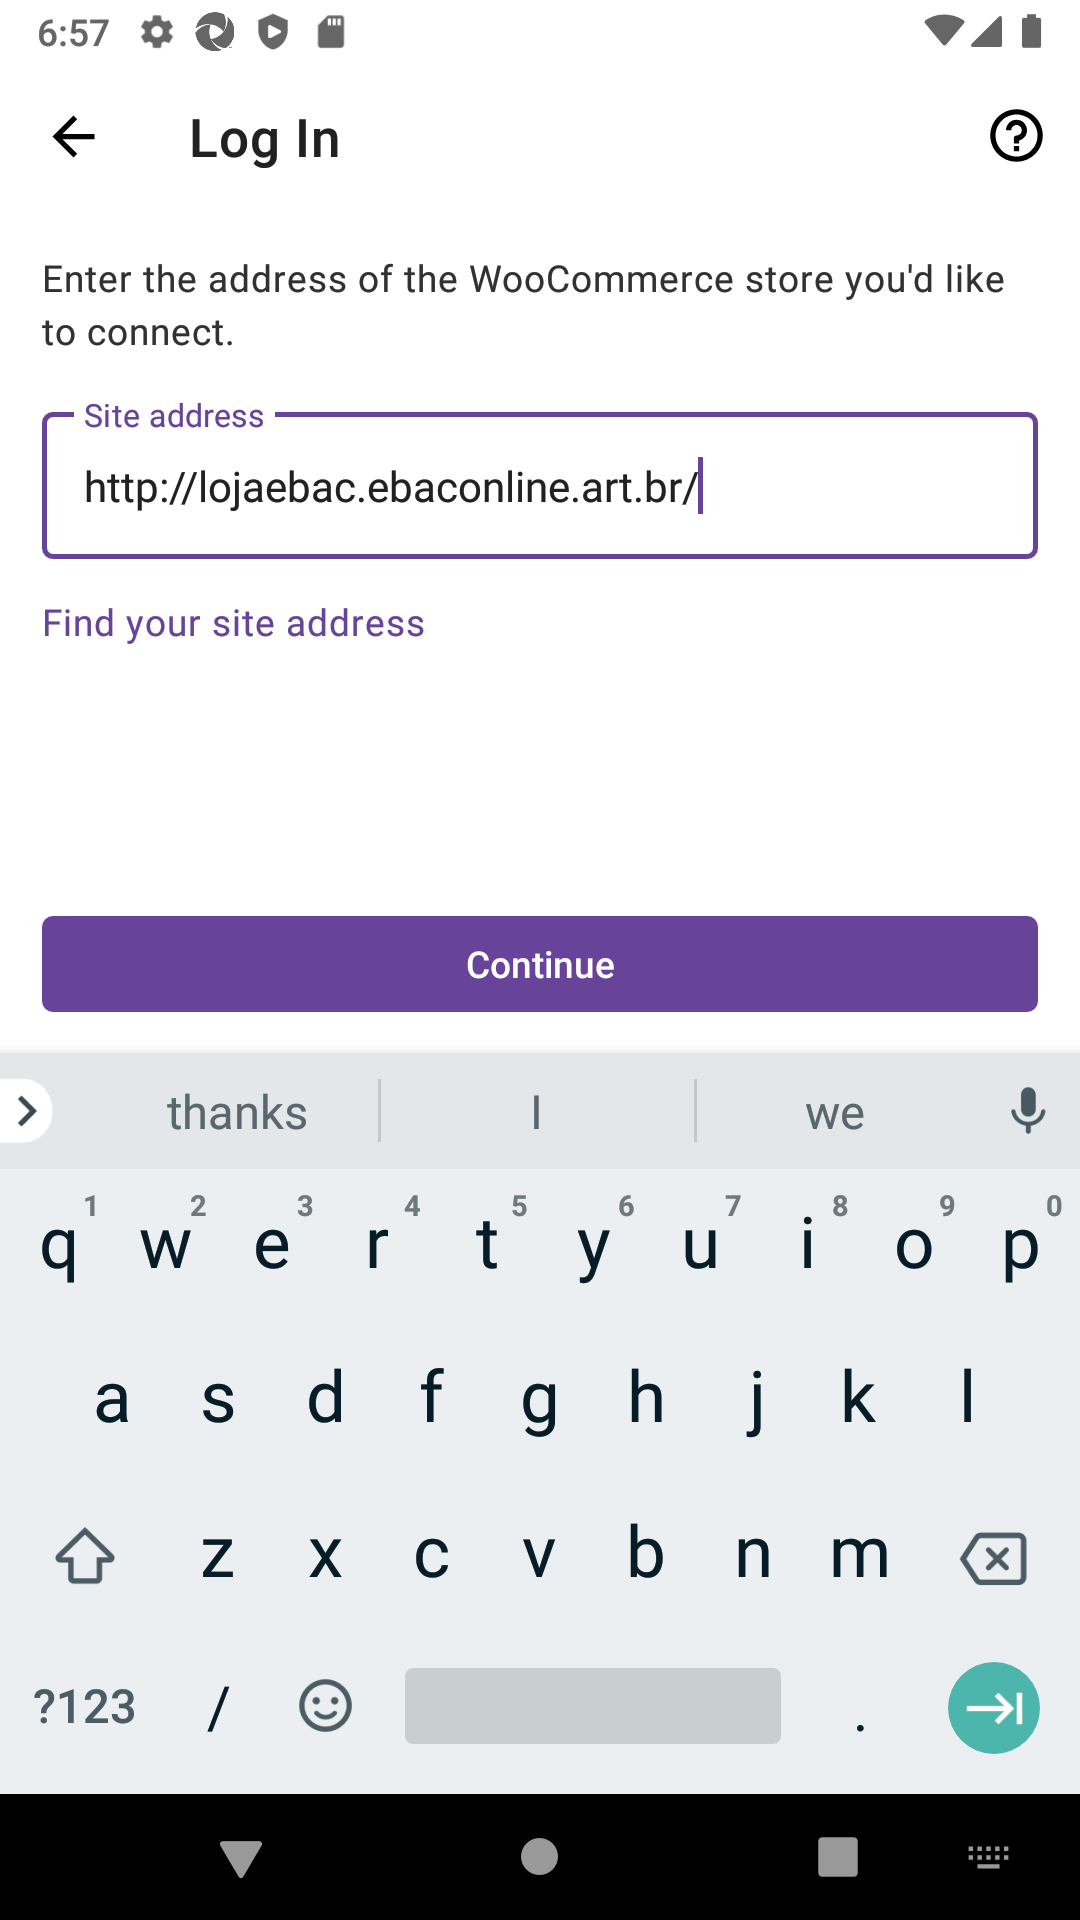 6:57
Log In
Enter the address of the WooCommerce store you'd like
to connect.
Site address
http://lojaebac.ebaconline.art.br/
Find your site address
Continue
thanks I we
1 2 3 4 5 6 7 8 9 0
q w e r t y u i o p
a s d f g h j k l
z x c v b n m
?123 / .